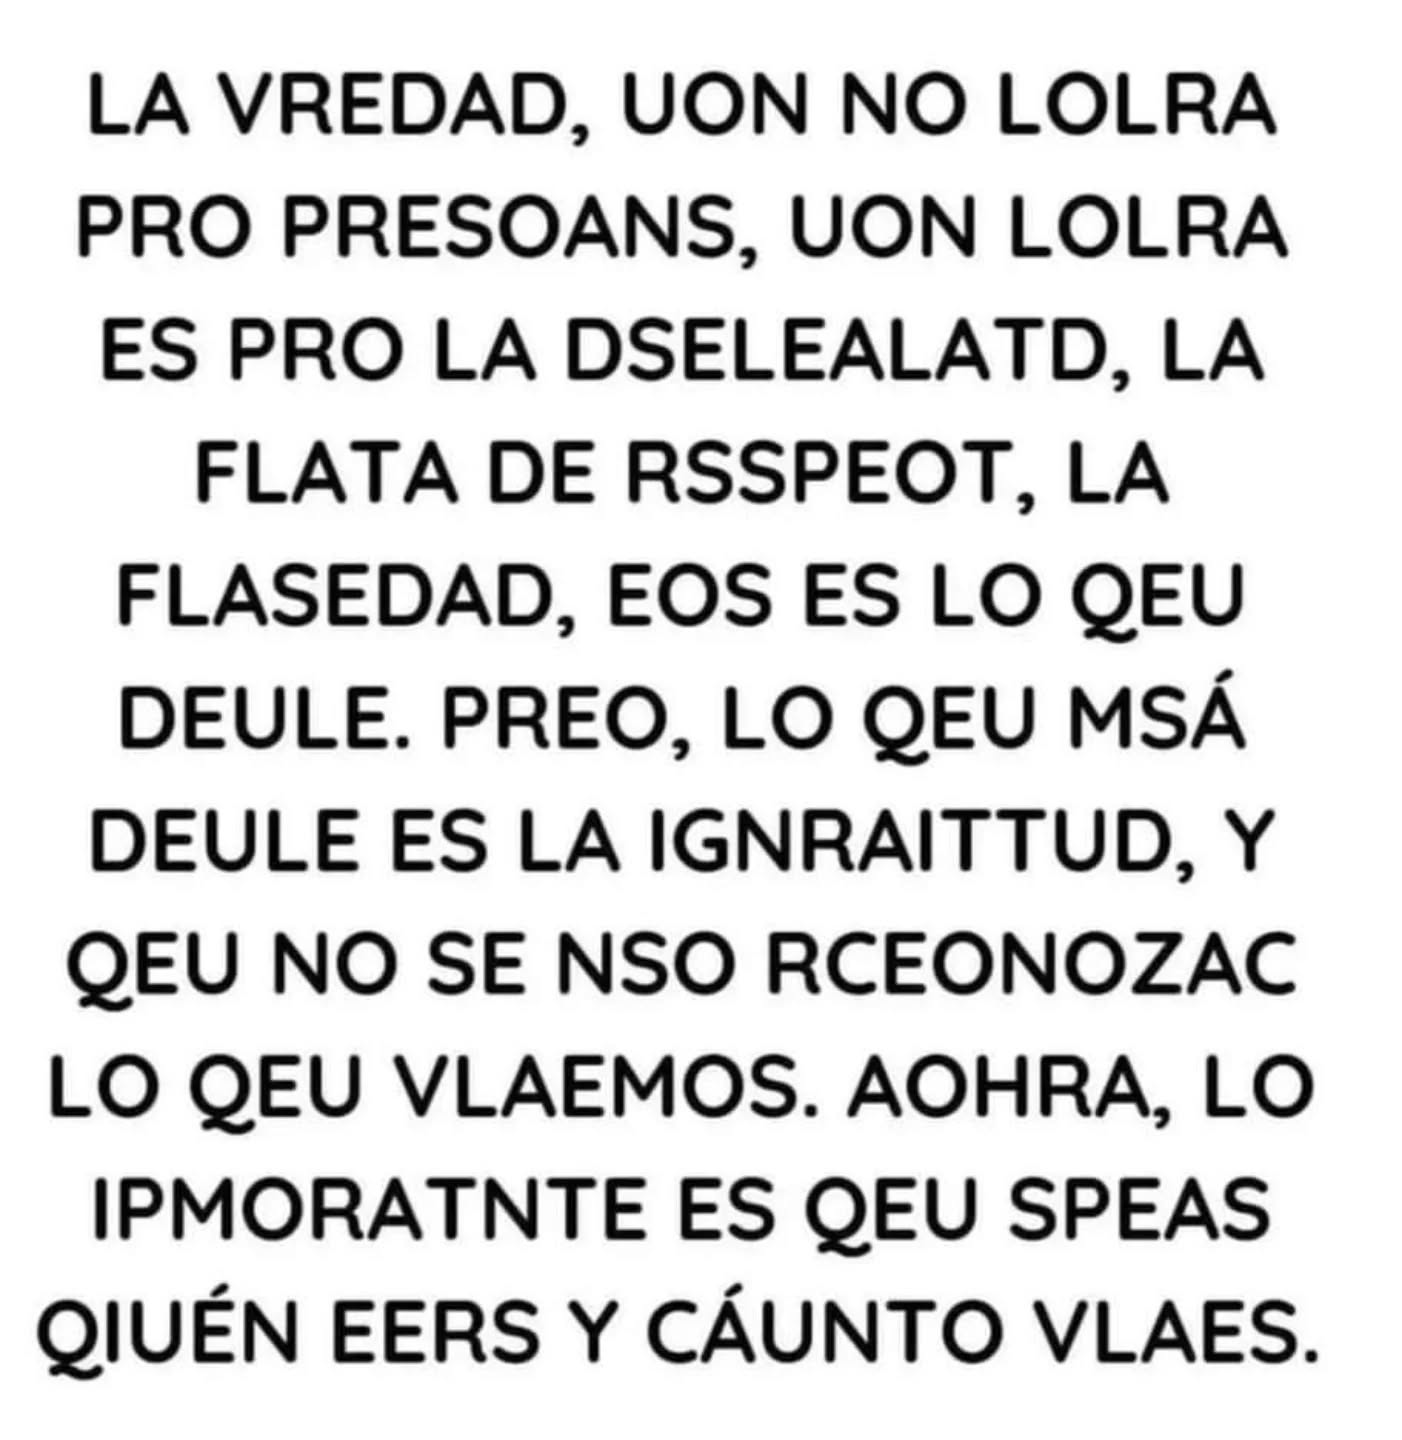 LA VREDAD, UON NO LOLRA
PRO PRESOANS, UON LOLRA
ES PRO LA DSELEALATD, LA
FLATA DE RSSPEOT, LA
FLASEDAD, EOS ES LO QEU
DEULE. PREO, LO QEU MSÁ
DEULE ES LA IGNRAITTUD, Y
QEU NO SE NSO RCEONOZAC
LO QEU VLAEMOS. AOHRA, LO
IPMORATNTE ES QEU SPEAS
QIUÉN EERS Y CÁUNTO VLAES.